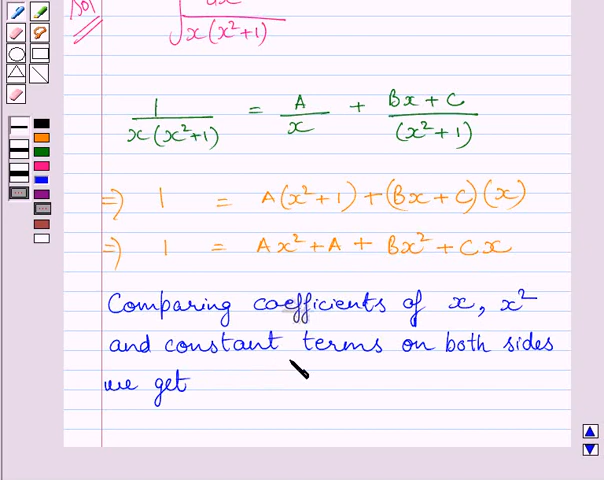 Sol
dx
∫ x(x²+1)
1/x(x²+1) = A/x + Bx+C/(x²+1)
⇒) 1 = A(x²+1)+(Bx+C)(x)
⇒) 1 = Ax²+A + Bx²+Cx
Comparing coefficients of x, x²
and constant terms on both sides
we get